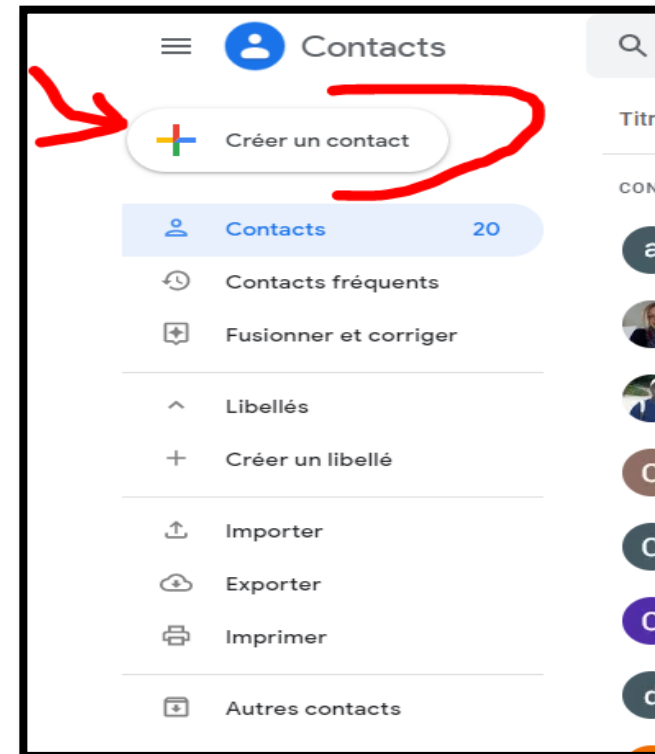 Contacts
Créer un contact
Contacts 20
Contacts fréquents
Fusionner et corriger
Libellés
Créer un libellé
Importer
Exporter
Imprimer
Autres contacts